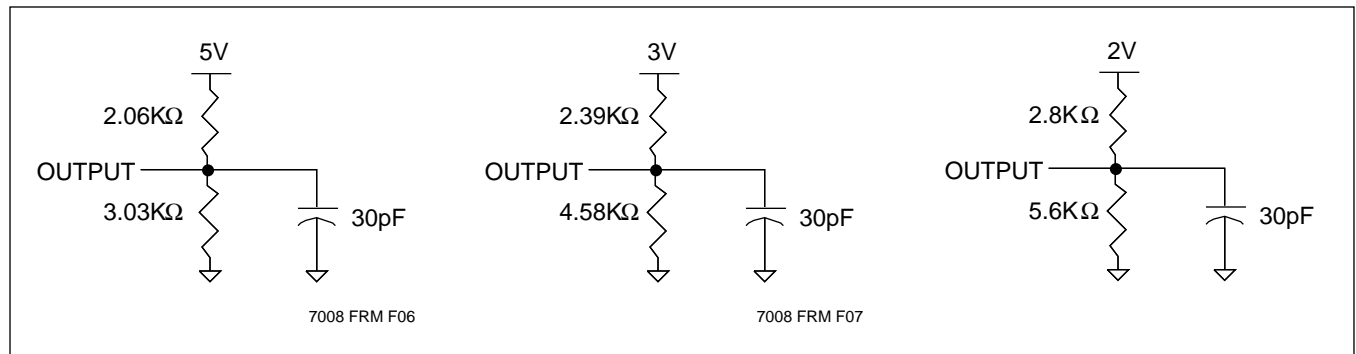 5V
2.06KΩ
OUTPUT
3.03KΩ
30pF
7008 FRM F06
3V
2.39KΩ
OUTPUT
4.58KΩ
30pF
7008 FRM F07
2V
2.8KΩ
OUTPUT
5.6KΩ
30pF